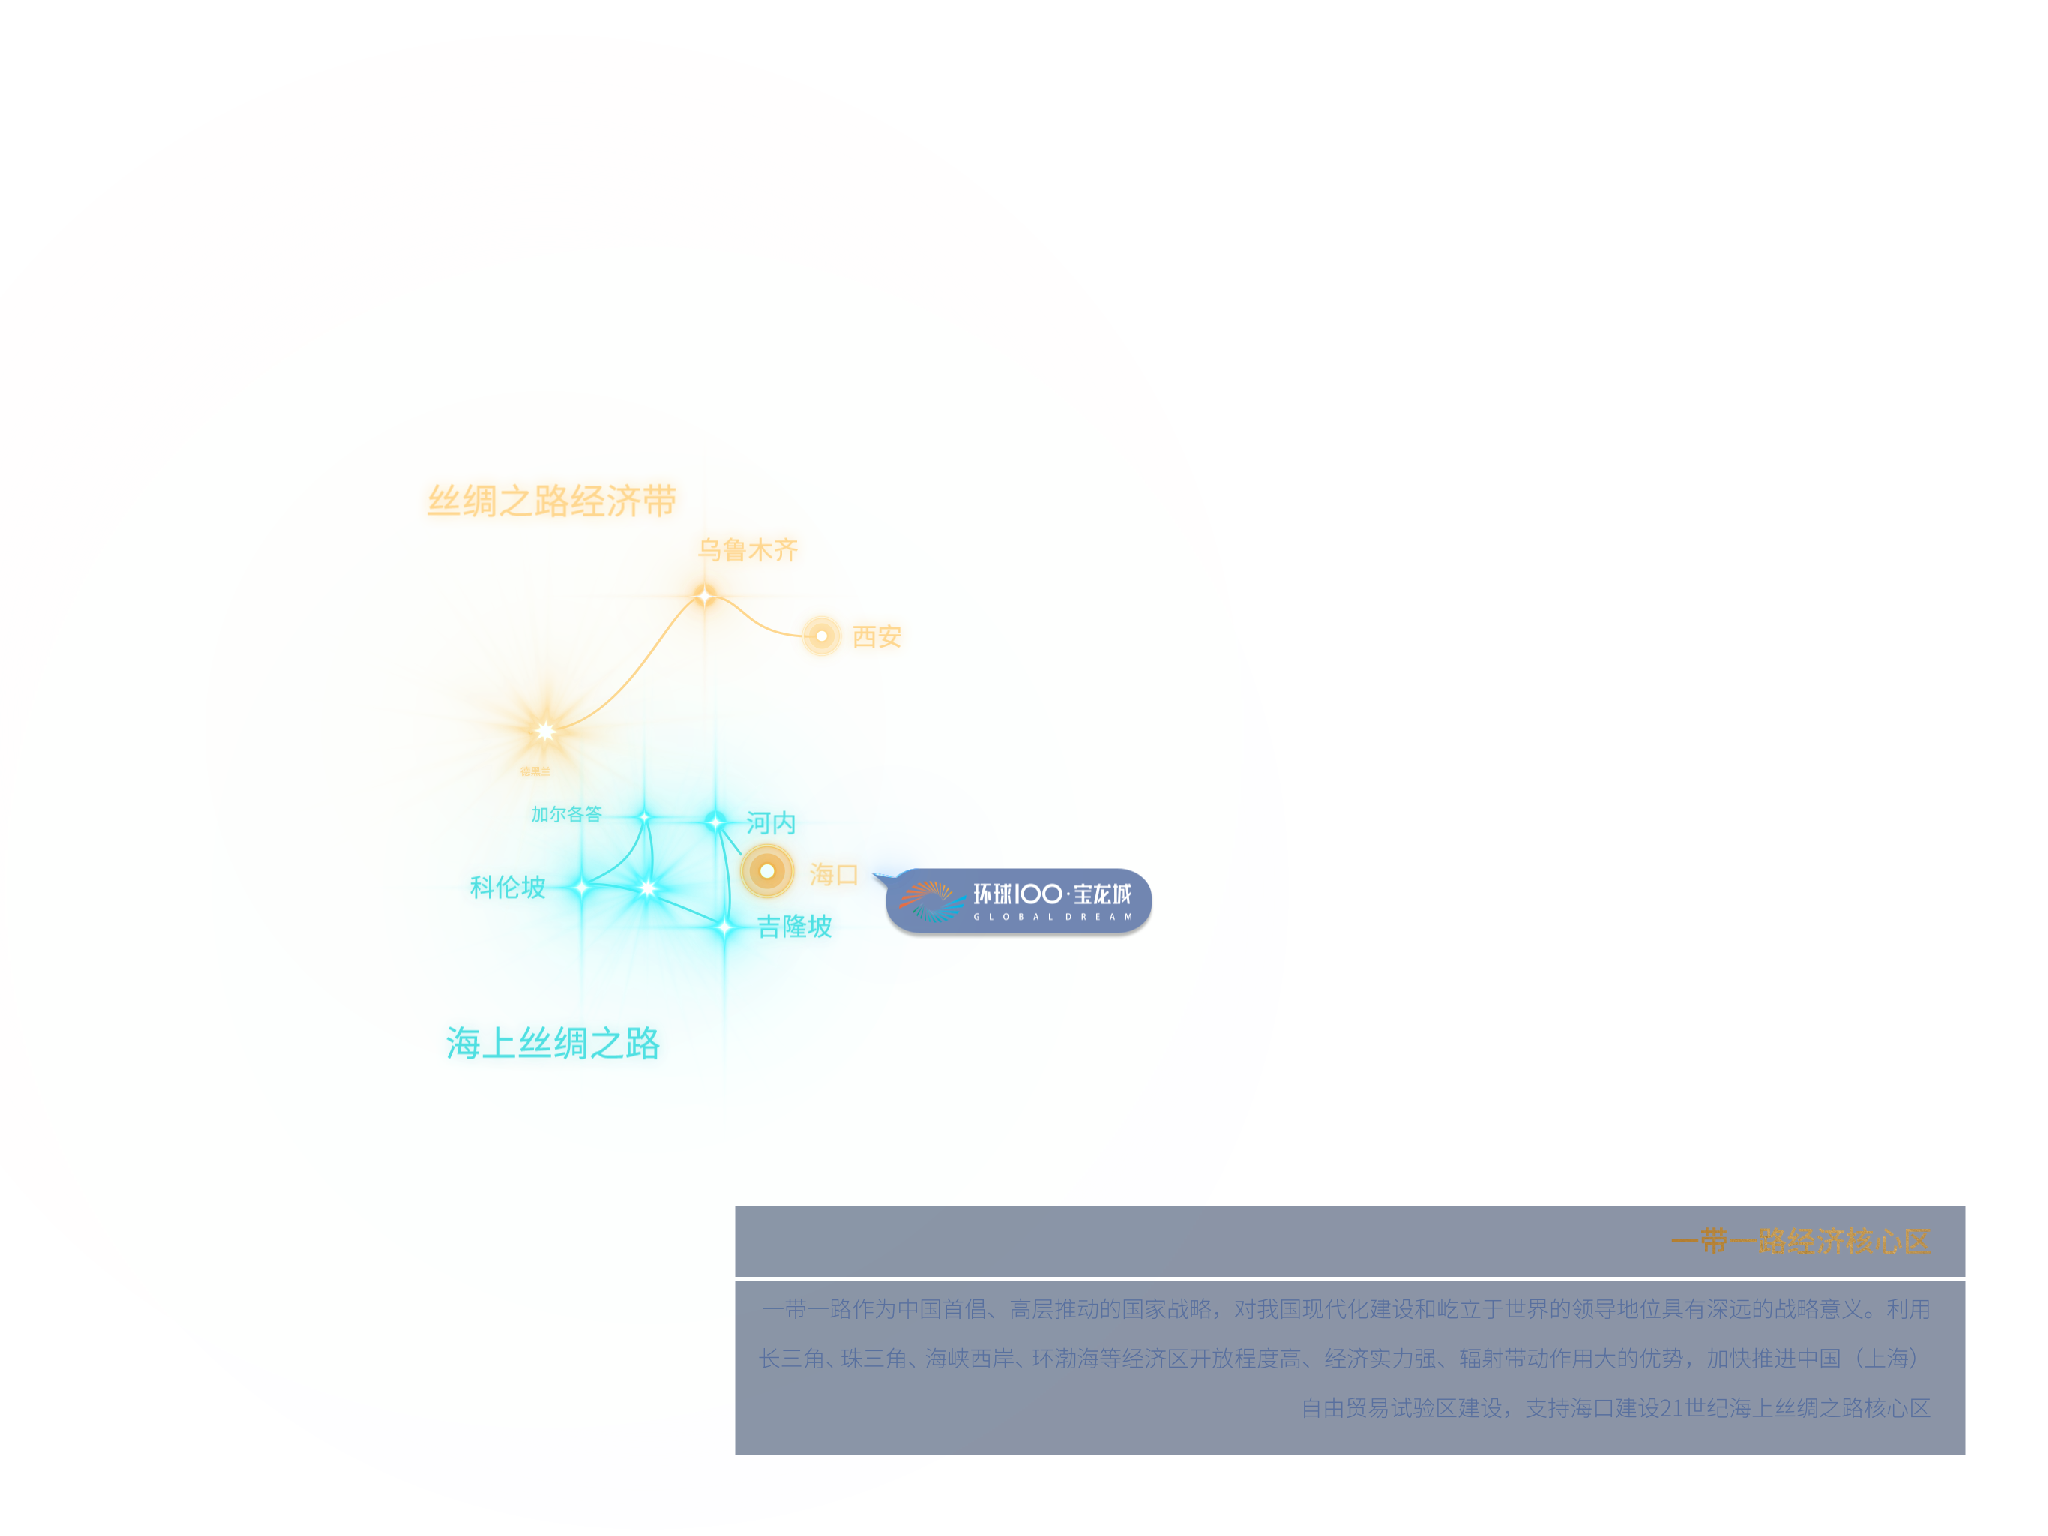 丝绸之路经济带
乌鲁木齐
西安
加尔各答
河内
海口
科伦坡
环球100·宝龙城
GLOBAL DREAM
吉隆坡
海上丝绸之路
一带一路经济核心区
一带一路作为中国首倡、高层推动的国家战略，对我国现代化建设和屹立于世界的领导地位具有深远的战略意义。利用
长三角、珠三角、海峡西岸、环渤海等经济区开放程度高、经济实力强、辐射带动作用大的优势，加快推进中国（上海）
自由贸易试验区建设，支持海口建设21世纪海上丝绸之路核心区